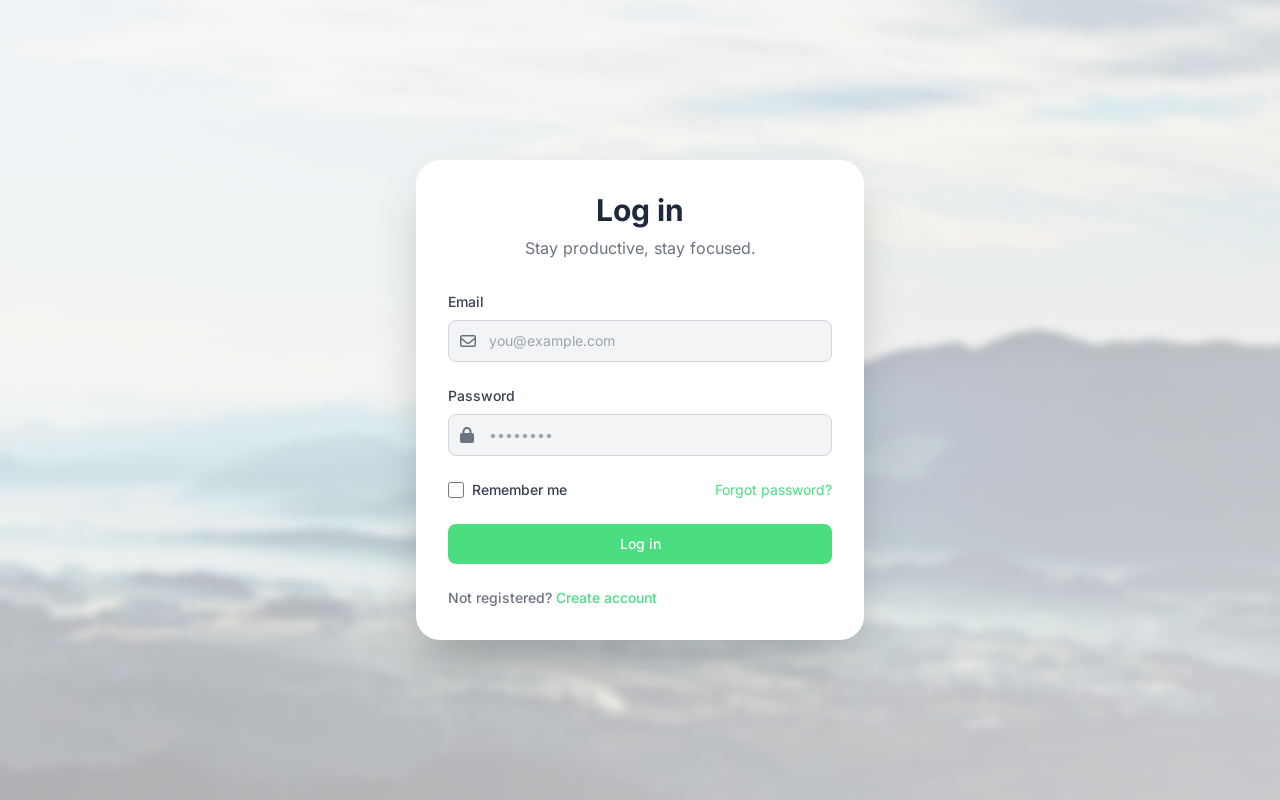 Log in
Stay productive, stay focused.
Email
you@example.com
Password
••••••••
Remember me Forgot password?
Log in
Not registered? Create account